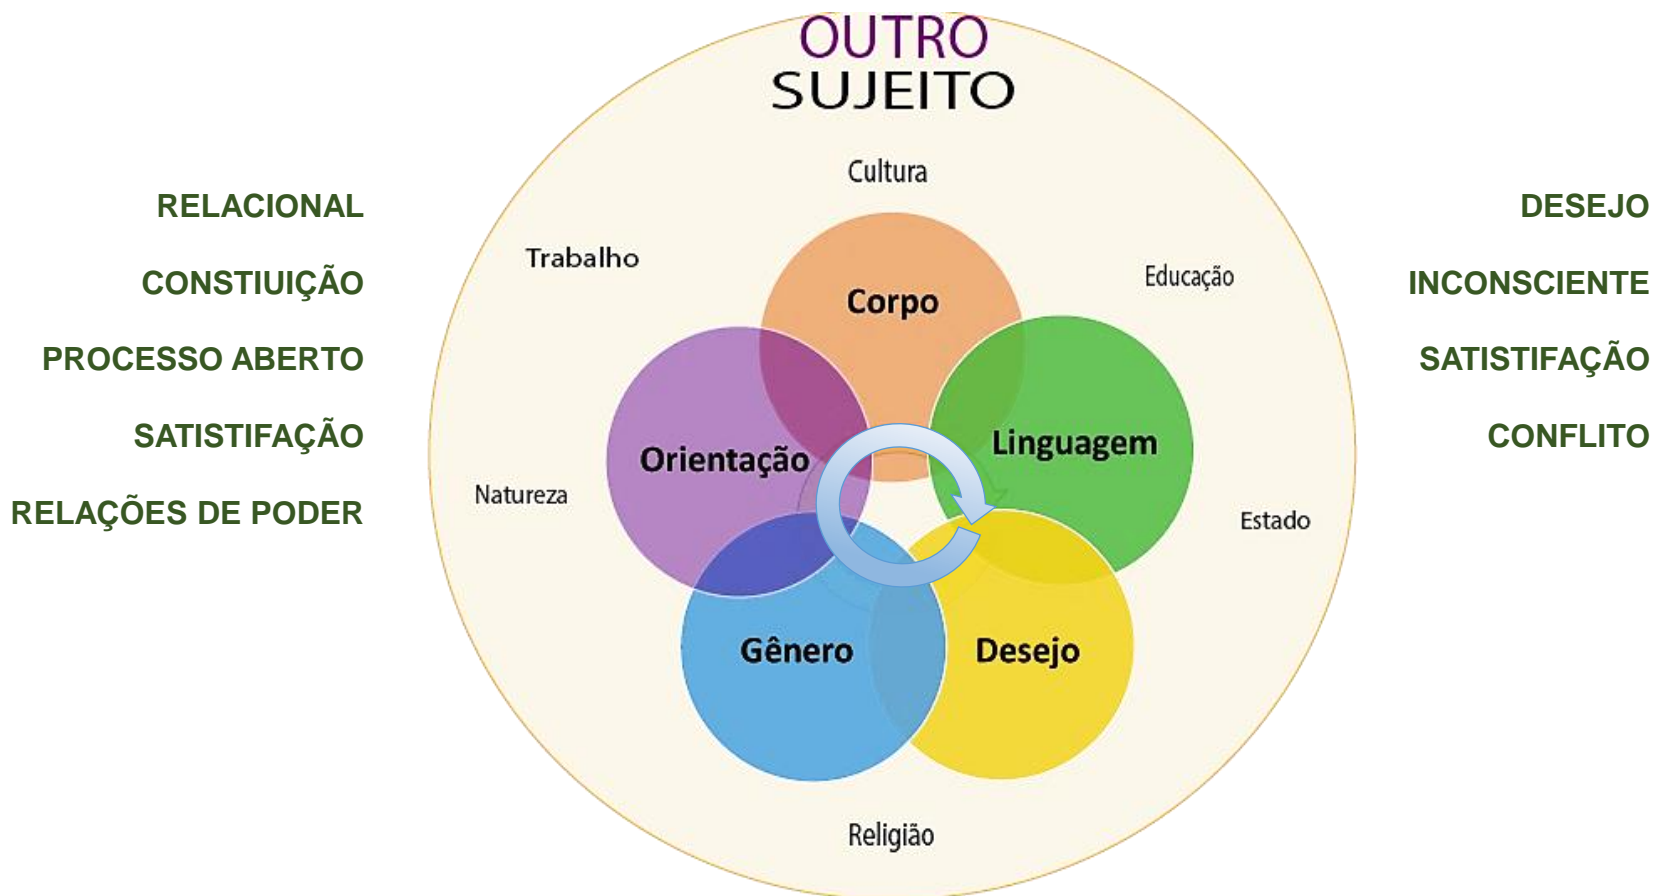 OUTRO
SUJEITO
Cultura
RELACIONAL
DESEJO
Trabalho
Educação
CONSTIUIÇÃO
Corpo
INCONSCIENTE
PROCESSO ABERTO
SATISTIFAÇÃO
SATISTIFAÇÃO
Orientação
Linguagem
CONFLITO
Natureza
RELAÇÕES DE PODER
Estado
Gênero
Desejo
Religião